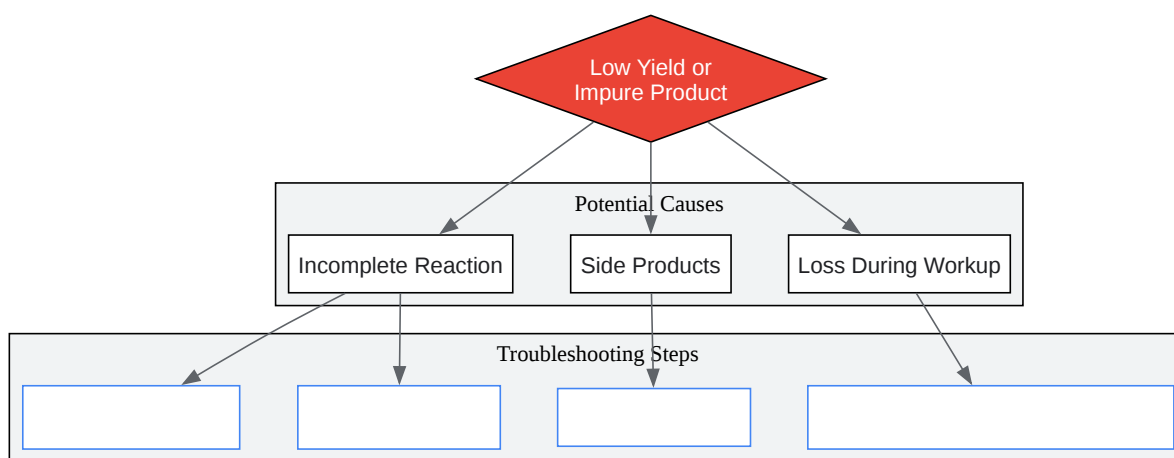 Low Yield or
Impure Product
Potential Causes
Incomplete Reaction
Side Products
Loss During Workup
Troubleshooting Steps